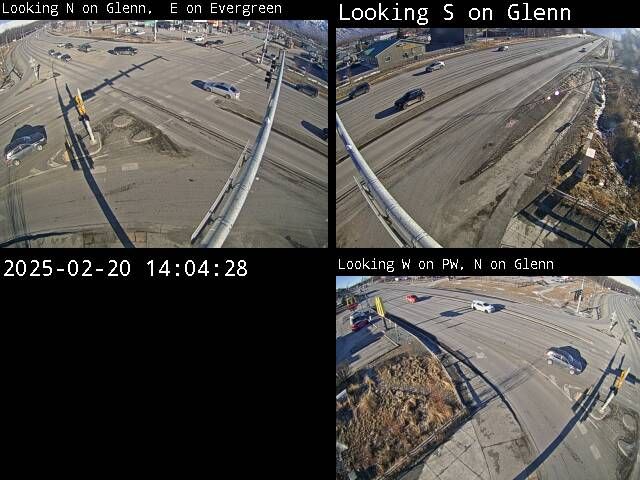 Looking N on Glenn,  E on Evergreen
Looking S on Glenn
2025-02-20 14:04:28
Looking W on PW, N on Glenn